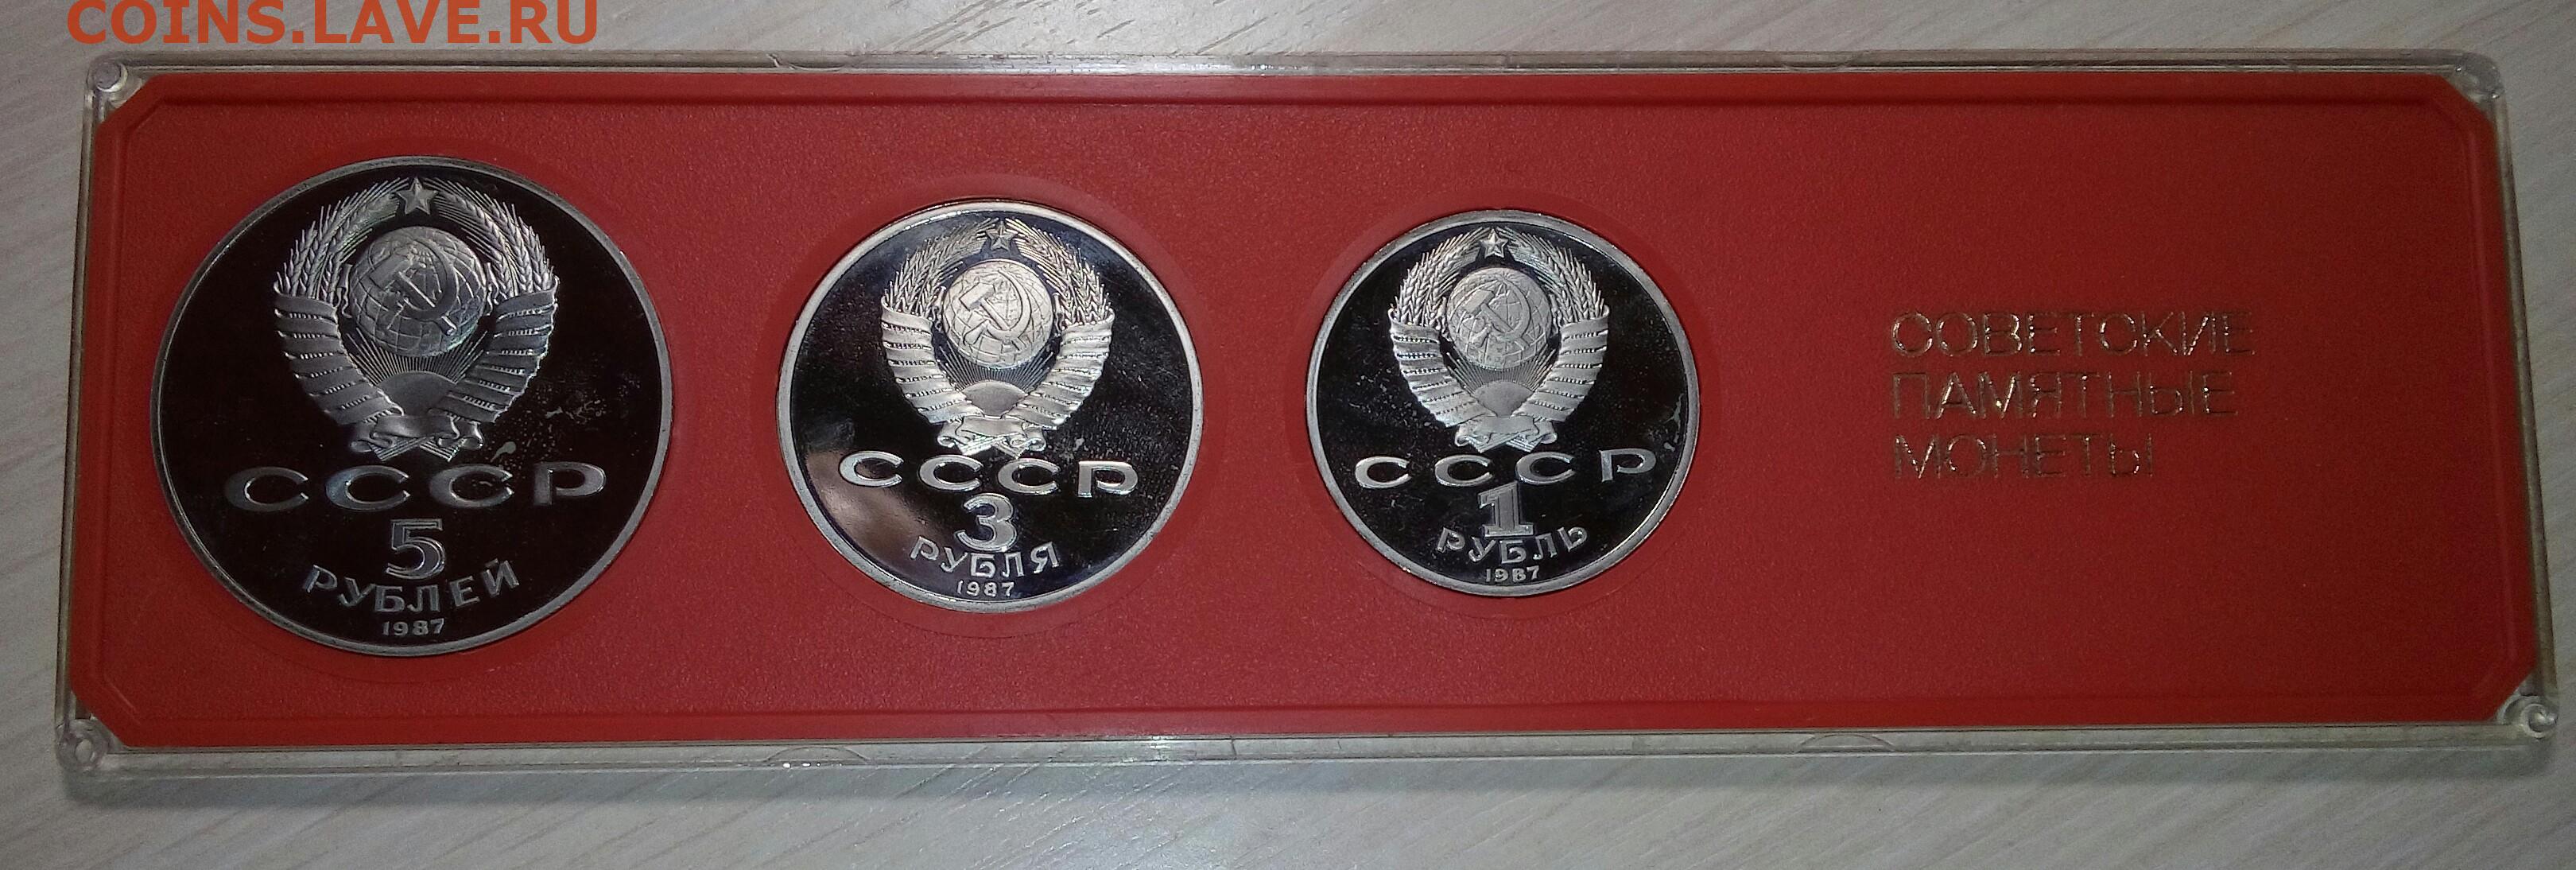 COINS.LAVE.RU
СССР
5
РУБЛЕЙ
1987
СССР
3
РУБЛЯ
1987
СССР
1
РУБЛЬ
1987
СОВЕТСКИЕ
ПАМЯТНЫЕ
МОНЕТЫ